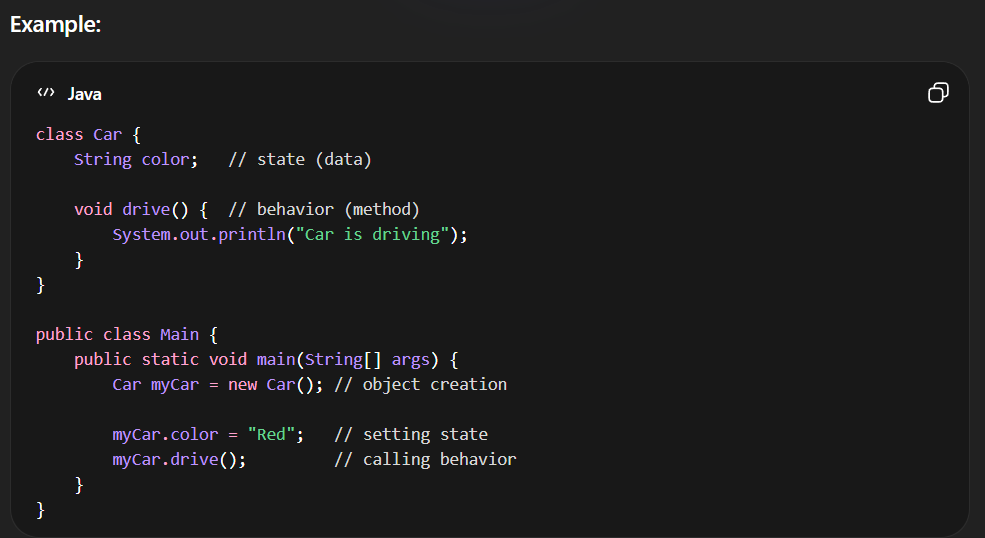 Example:
</> Java
class Car {
    String color;   // state (data)

    void drive() {  // behavior (method)
        System.out.println("Car is driving");
    }
}

public class Main {
    public static void main(String[] args) {
        Car myCar = new Car(); // object creation

        myCar.color = "Red";   // setting state
        myCar.drive();         // calling behavior
    }
}